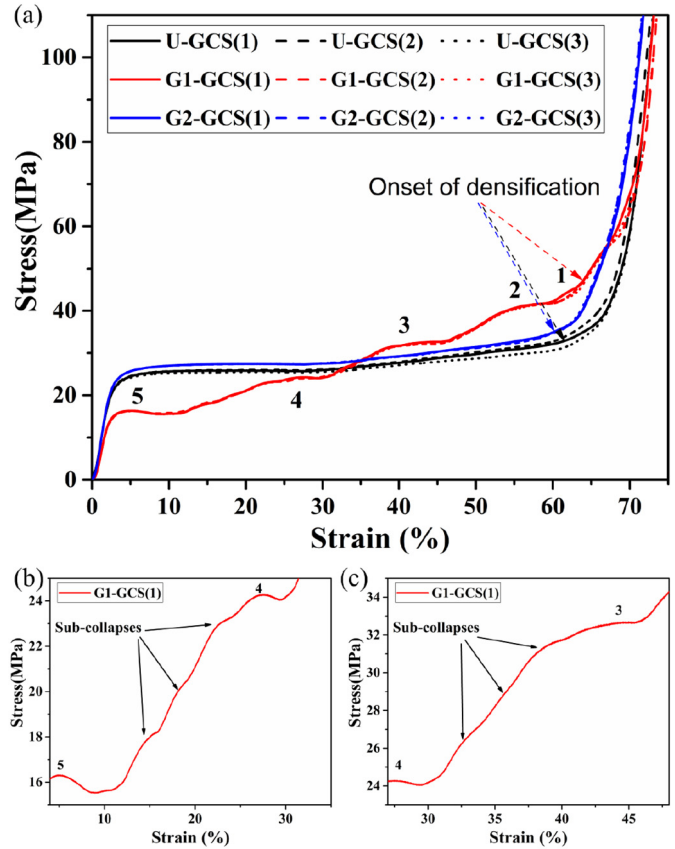 (a)
100
80
60
40
20
0
Stress(MPa)
U-GCS(1) U-GCS(2) U-GCS(3)
G1-GCS(1) G1-GCS(2) G1-GCS(3)
G2-GCS(1) G2-GCS(2) G2-GCS(3)
Onset of densification
1
2
3
4
5
0 10 20 30 40 50 60 70
Strain (%)
(b)
G1-GCS(1)
24
22
20
18
16
Stress(MPa)
Sub-collapses
4
5
10 20 30
Strain (%)
(c)
G1-GCS(1)
34
32
30
28
26
24
Stress(MPa)
Sub-collapses
3
4
30 35 40 45
Strain (%)